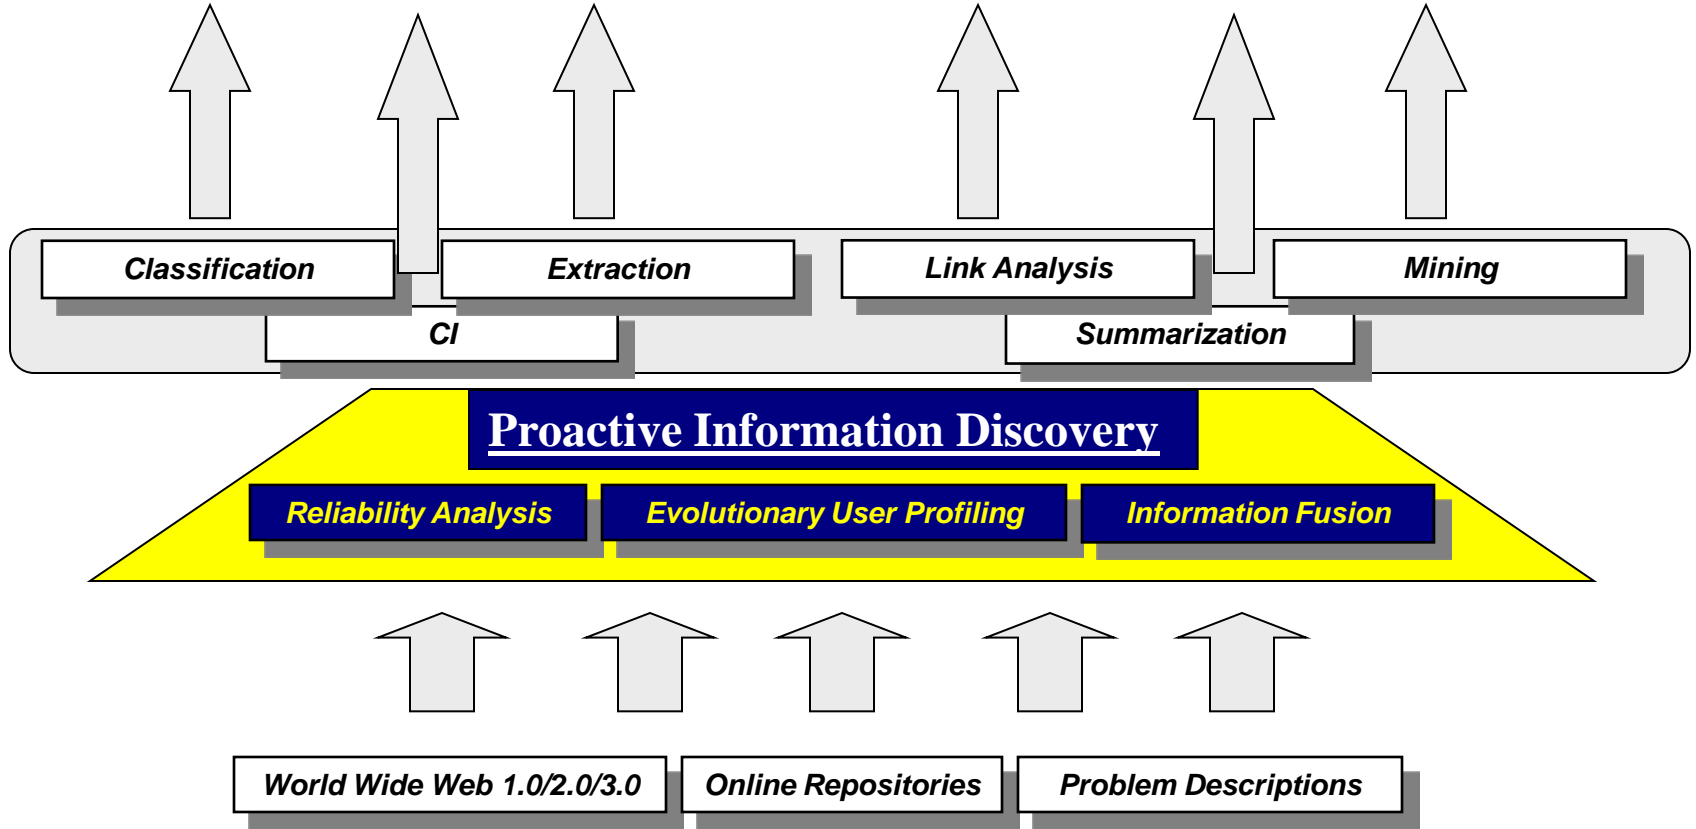 Classification
Extraction
Link Analysis
Mining
CI
Summarization
Proactive Information Discovery
Reliability Analysis
Evolutionary User Profiling
Information Fusion
World Wide Web 1.0/2.0/3.0
Online Repositories
Problem Descriptions